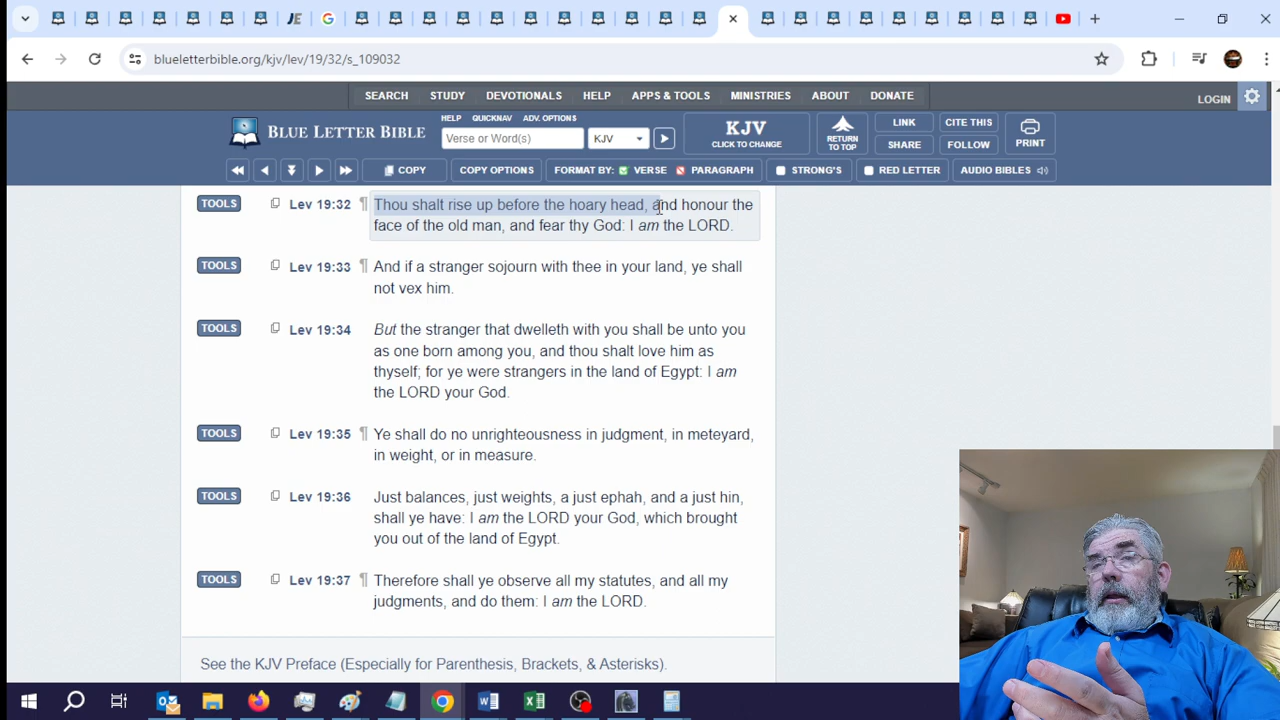 JE
G
blueletterbible.org/kjv/lev/19/32/s_109032
SEARCH STUDY DEVOTIONALS HELP APPS & TOOLS MINISTRIES ABOUT DONATE
LOGIN
BLUE LETTER BIBLE
HELP QUICKNAV ADV. OPTIONS
Verse or Word(s)
KJV
KJV
CLICK TO CHANGE
RETURN
TO TOP
LINK
CITE THIS
SHARE
FOLLOW
PRINT
COPY
COPY OPTIONS
FORMAT BY: VERSE PARAGRAPH
STRONG'S
RED LETTER
AUDIO BIBLES
TOOLS Lev 19:32 ¶ Thou shalt rise up before the hoary head, and honour the
face of the old man, and fear thy God: I am the LORD.
TOOLS Lev 19:33 ¶ And if a stranger sojourn with thee in your land, ye shall
not vex him.
TOOLS Lev 19:34 But the stranger that dwelleth with you shall be unto you
as one born among you, and thou shalt love him as
thyself; for ye were strangers in the land of Egypt: I am
the LORD your God.
TOOLS Lev 19:35 ¶ Ye shall do no unrighteousness in judgment, in meteyard,
in weight, or in measure.
TOOLS Lev 19:36 Just balances, just weights, a just ephah, and a just hin,
shall ye have: I am the LORD your God, which brought
you out of the land of Egypt.
TOOLS Lev 19:37 ¶ Therefore shall ye observe all my statutes, and all my
judgments, and do them: I am the LORD.
See the KJV Preface (Especially for Parenthesis, Brackets, & Asterisks).